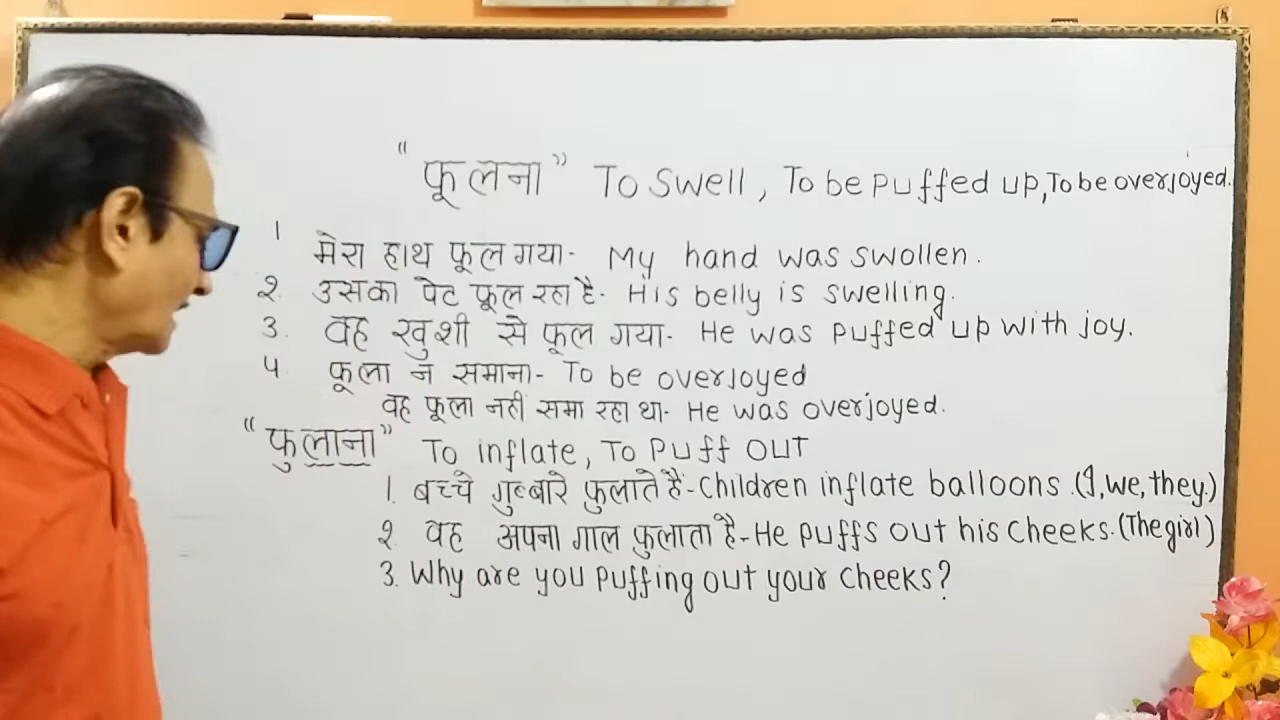 "फूलना" To Swell, To be puffed up, To be overjoyed.
1 मेरा हाथ फूल गया- My hand was swollen.
२. उसका पेट फूल रहा है- His belly is swelling.
3. वह खुशी से फूल गया- He was puffed up with joy.
४ फूला न समाना- To be overjoyed
वह फूला नहीं समा रहा था- He was overjoyed.
"फुलाना" To inflate, To Puff OUT
1. बच्चे गुब्बारे फुलाते हैं-Children inflate balloons.(I,we,they.)
२. वह अपना गाल फुलाता है-He puffs out his cheeks.(The girl)
3. Why are you puffing out your cheeks?